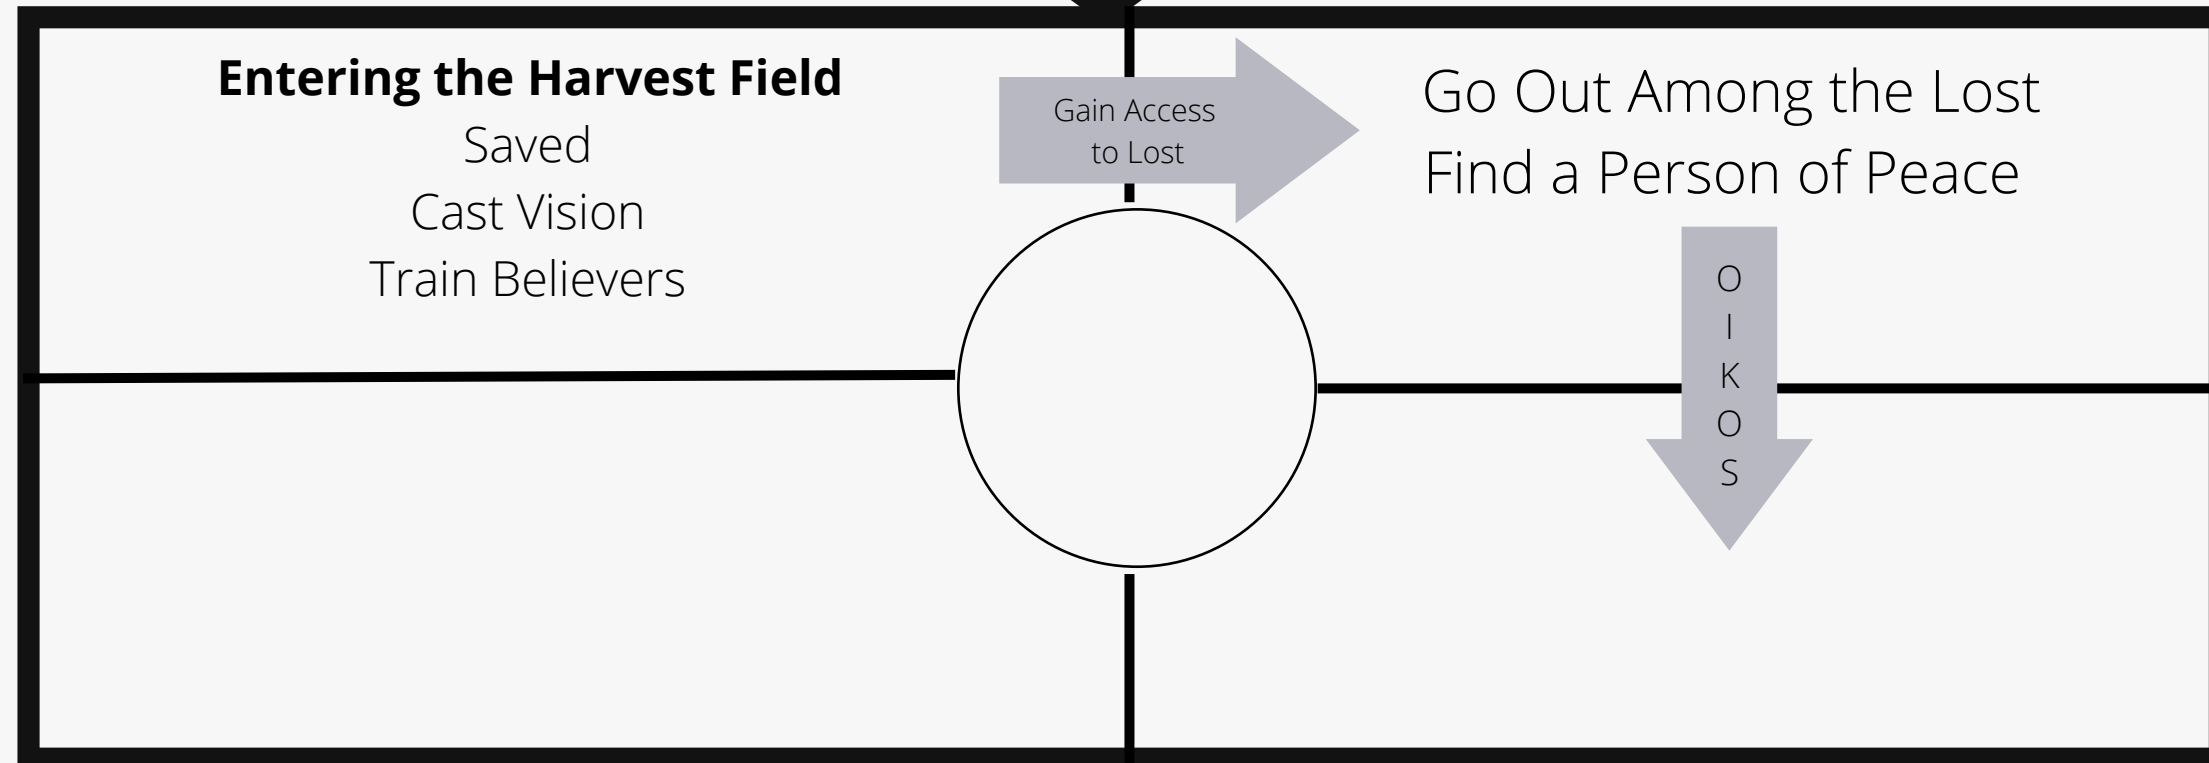 Entering the Harvest Field
Saved
Cast Vision
Train Believers
Gain Access
to Lost
Go Out Among the Lost
Find a Person of Peace
O
I
K
O
S